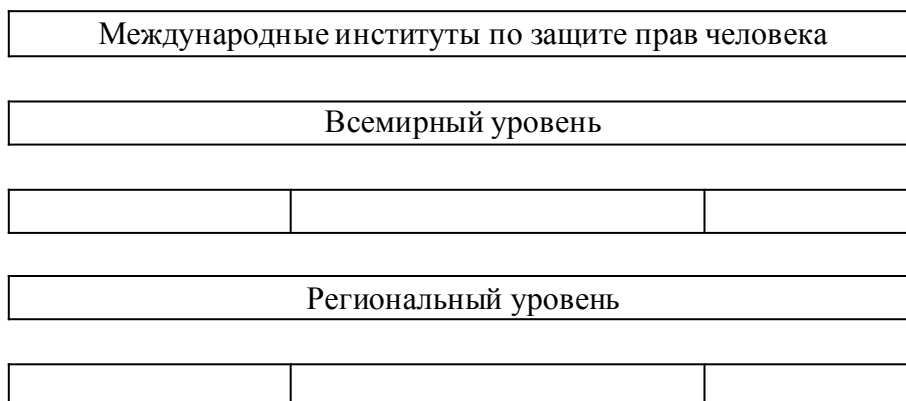 Международные институты по защите прав человека
Всемирный уровень
Региональный уровень